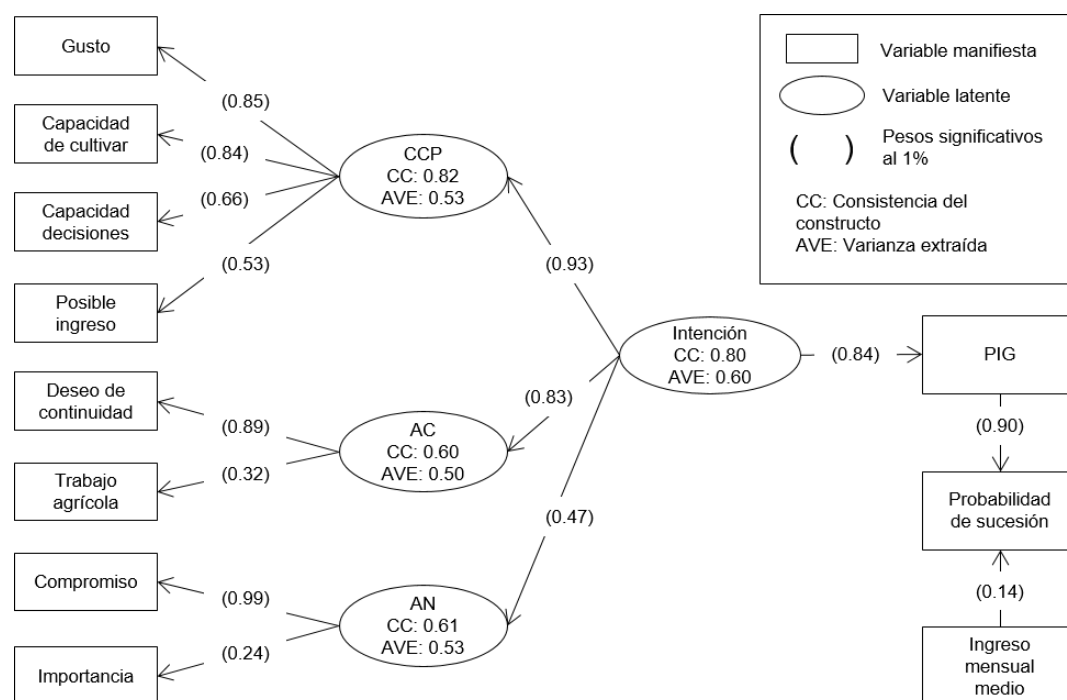 Gusto
(0.85)
Capacidad
de cultivar
(0.84)
Capacidad
decisiones
(0.66)
Posible
ingreso
(0.53)
CCP
CC: 0.82
AVE: 0.53
Deseo de
continuidad
(0.89)
Trabajo
agrícola
(0.32)
AC
CC: 0.60
AVE: 0.50
Compromiso
(0.99)
Importancia
(0.24)
AN
CC: 0.61
AVE: 0.53
(0.93)
(0.83)
(0.47)
Intención
CC: 0.80
AVE: 0.60
(0.84)
PIG
(0.90)
Probabilidad
de sucesión
(0.14)
Ingreso
mensual
medio
Variable manifiesta
Variable latente
( ) Pesos significativos
al 1%
CC: Consistencia del
constructo
AVE: Varianza extraída